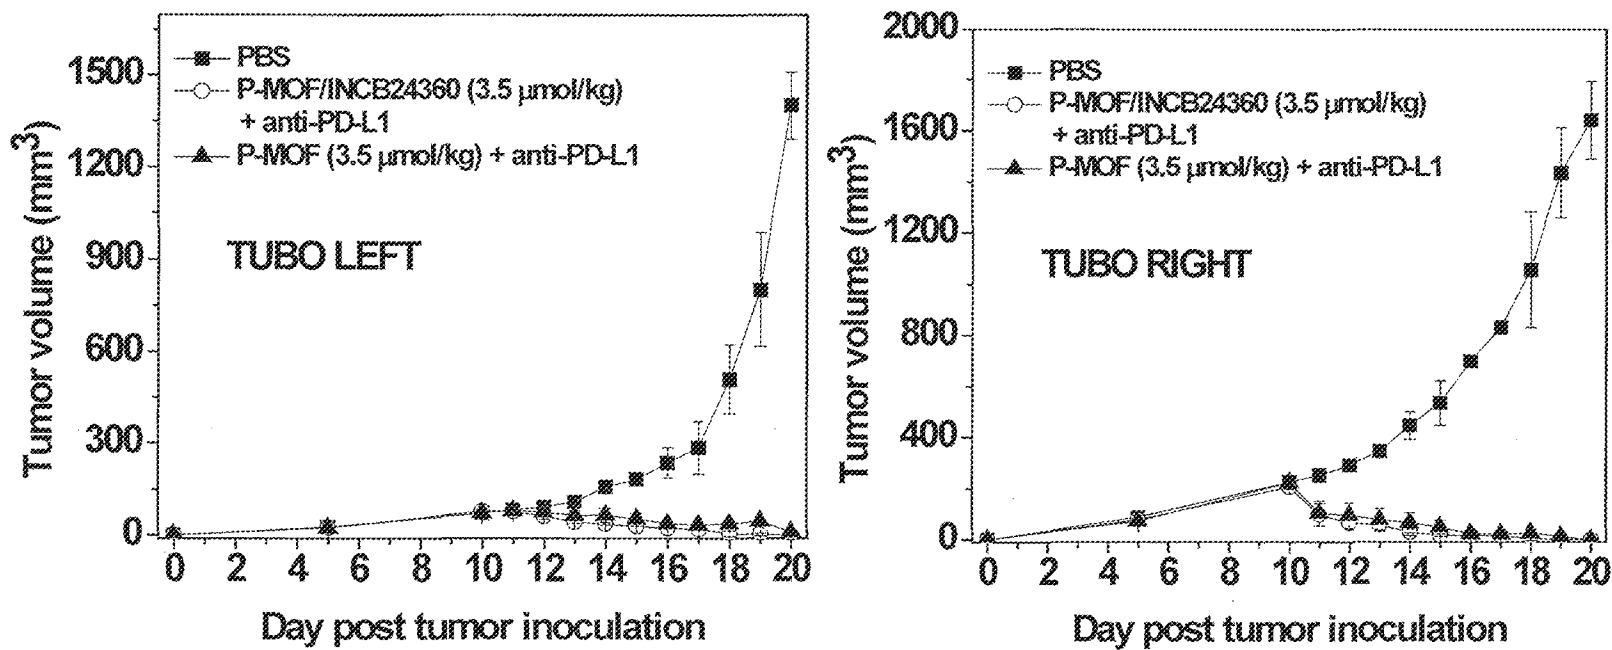 Tumor volume (mm³)
1500
1200
900
600
300
0
PBS
P-MOF/INCB24360 (3.5 µmol/kg)
+ anti-PD-L1
P-MOF (3.5 µmol/kg) + anti-PD-L1
TUBO LEFT
0 2 4 6 8 10 12 14 16 18 20
Day post tumor inoculation
Tumor volume (mm³)
2000
1600
1200
800
400
0
PBS
P-MOF/INCB24360 (3.5 µmol/kg)
+ anti-PD-L1
P-MOF (3.5 µmol/kg) + anti-PD-L1
TUBO RIGHT
0 2 4 6 8 10 12 14 16 18 20
Day post tumor inoculation